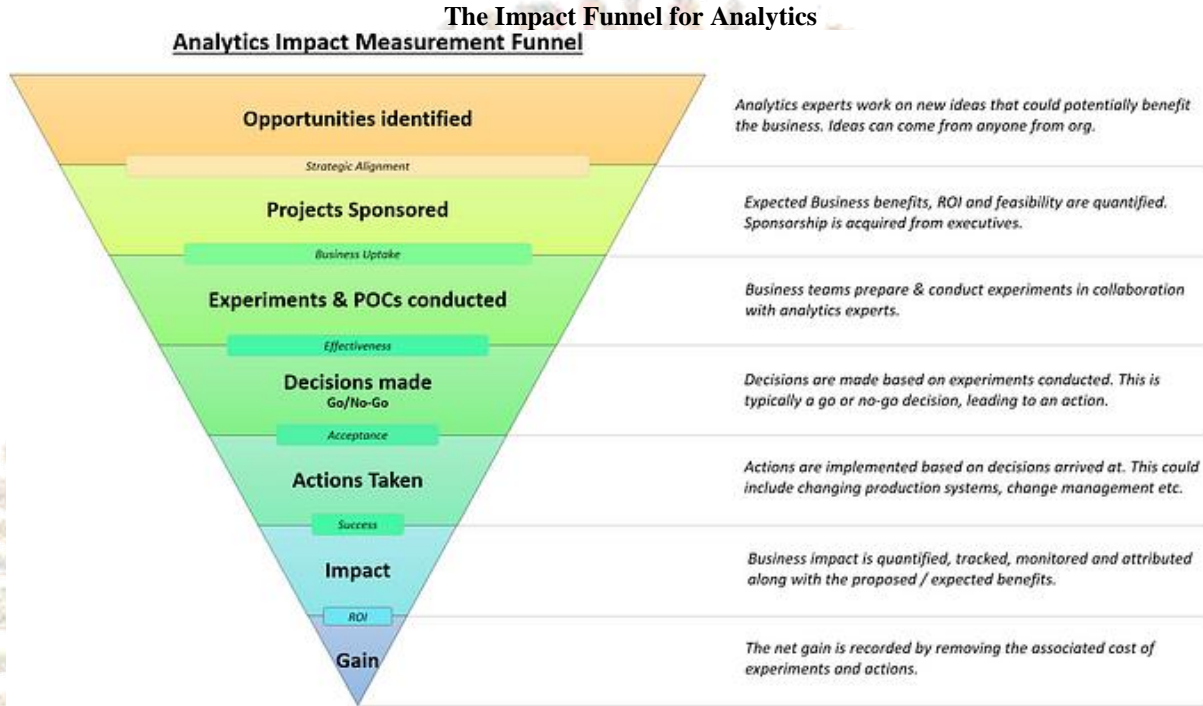 The Impact Funnel for Analytics
Analytics Impact Measurement Funnel
Opportunities identified
Analytics experts work on new ideas that could potentially benefit
the business. Ideas can come from anyone from org.
Strategic Alignment
Projects Sponsored
Expected Business benefits, ROI and feasibility are quantified.
Sponsorship is acquired from executives.
Business Uptake
Experiments & POCs conducted
Business teams prepare & conduct experiments in collaboration
with analytics experts.
Effectiveness
Decisions made
Go/No-Go
Decisions are made based on experiments conducted. This is
typically a go or no-go decision, leading to an action.
Acceptance
Actions Taken
Actions are implemented based on decisions arrived at. This could
include changing production systems, change management etc.
Success
Impact
Business impact is quantified, tracked, monitored and attributed
along with the proposed / expected benefits.
ROI
Gain
The net gain is recorded by removing the associated cost of
experiments and actions.